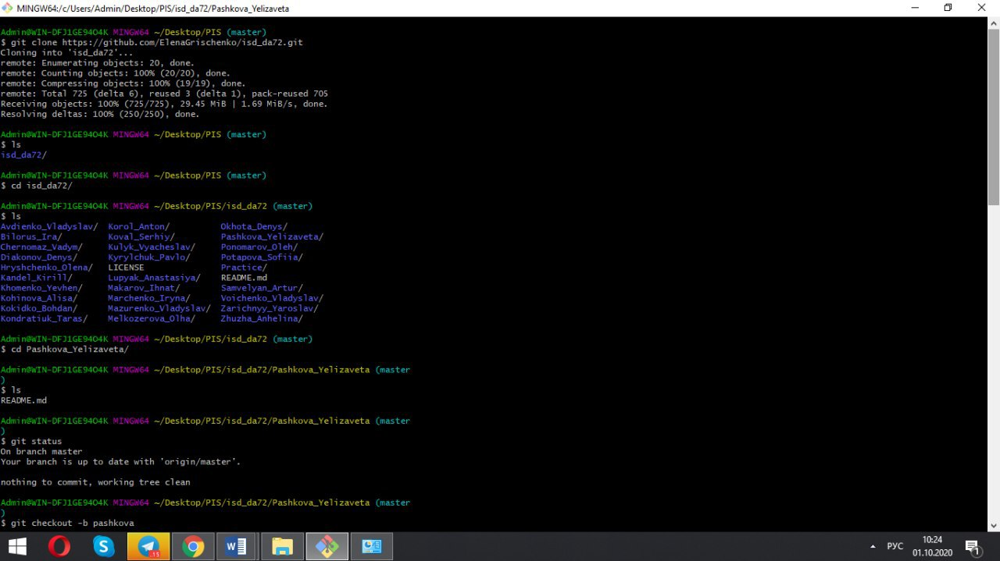 MINGW64:/c/Users/Admin/Desktop/PIS/isd_da72/Pashkova_Yelizaveta
Admin@WIN-DFJ1GE94O4K MINGW64 ~/Desktop/PIS (master)
$ git clone https://github.com/ElenaGrischenko/isd_da72.git
Cloning into 'isd_da72'...
remote: Enumerating objects: 20, done.
remote: Counting objects: 100% (20/20), done.
remote: Compressing objects: 100% (19/19), done.
remote: Total 725 (delta 6), reused 3 (delta 1), pack-reused 705
Receiving objects: 100% (725/725), 29.45 MiB | 1.69 MiB/s, done.
Resolving deltas: 100% (250/250), done.
Admin@WIN-DFJ1GE94O4K MINGW64 ~/Desktop/PIS (master)
$ ls
isd_da72/
Admin@WIN-DFJ1GE94O4K MINGW64 ~/Desktop/PIS (master)
$ cd isd_da72/
Admin@WIN-DFJ1GE94O4K MINGW64 ~/Desktop/PIS/isd_da72 (master)
$ ls
Avdienko_Vladyslav/ Korol_Anton/ Okhota_Denys/
Bilorus_Ira/ Koval_Serhiy/ Pashkova_Yelizaveta/
Chernomaz_Vadym/ Kulyk_Vyacheslav/ Ponomarov_Oleh/
Diakonov_Denys/ Kyrylchuk_Pavlo/ Potapova_Sofiia/
Hryshchenko_Olena/ LICENSE Practice/
Kandel_Kirill/ Lupyak_Anastasiya/ README.md
Khomenko_Yevhen/ Makarov_Ihnat/ Samvelyan_Artur/
Kohinova_Alisa/ Marchenko_Iryna/ Voichenko_Vladyslav/
Kokidko_Bohdan/ Mazurenko_Vladyslav/ Zarichnyy_Yaroslav/
Kondratiuk_Taras/ Melkozerova_Olha/ Zhuzha_Anhelina/
Admin@WIN-DFJ1GE94O4K MINGW64 ~/Desktop/PIS/isd_da72 (master)
$ cd Pashkova_Yelizaveta/
Admin@WIN-DFJ1GE94O4K MINGW64 ~/Desktop/PIS/isd_da72/Pashkova_Yelizaveta (master
)
$ ls
README.md
Admin@WIN-DFJ1GE94O4K MINGW64 ~/Desktop/PIS/isd_da72/Pashkova_Yelizaveta (master
)
$ git status
On branch master
Your branch is up to date with 'origin/master'.
nothing to commit, working tree clean
Admin@WIN-DFJ1GE94O4K MINGW64 ~/Desktop/PIS/isd_da72/Pashkova_Yelizaveta (master
)
$ git checkout -b pashkova
15
РУС
10:24
01.10.2020
1